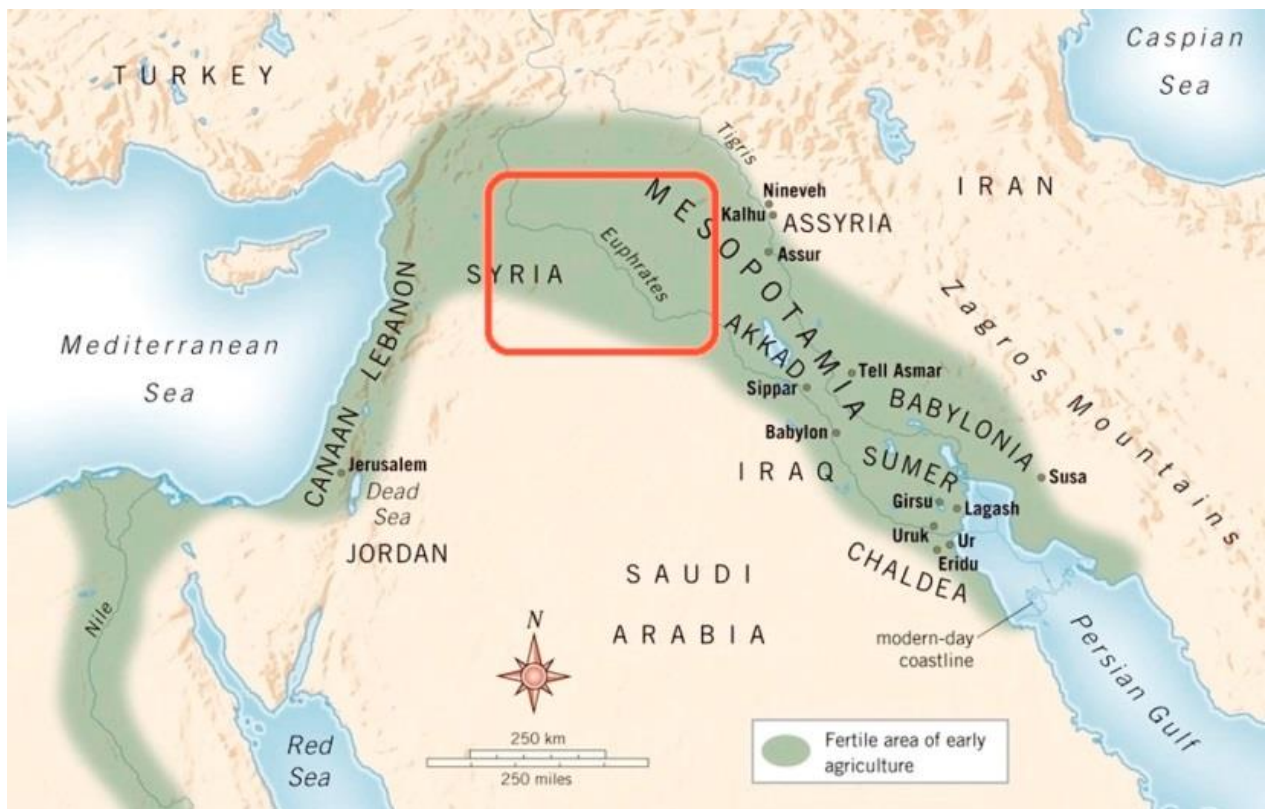 Caspian
Sea
TURKEY
Tigris
IRAN
Nineveh
Kalhu
ASSYRIA
MESOPOTAMIA
Assur
Euphrates
SYRIA
Zagros Mountains
LEBANON
Mediterranean
Sea
AKKAD
Tell Asmar
Sippar
BABYLONIA
Babylon
CANAAN
Jerusalem
Dead
Sea
IRAQ
SUMER
Susa
Girsu
Lagash
Uruk
Ur
Eridu
JORDAN
CHALDEA
SAUDI
ARABIA
Nile
N
modern-day
coastline
Persian Gulf
Red
Sea
250 km
250 miles
Fertile area of early
agriculture